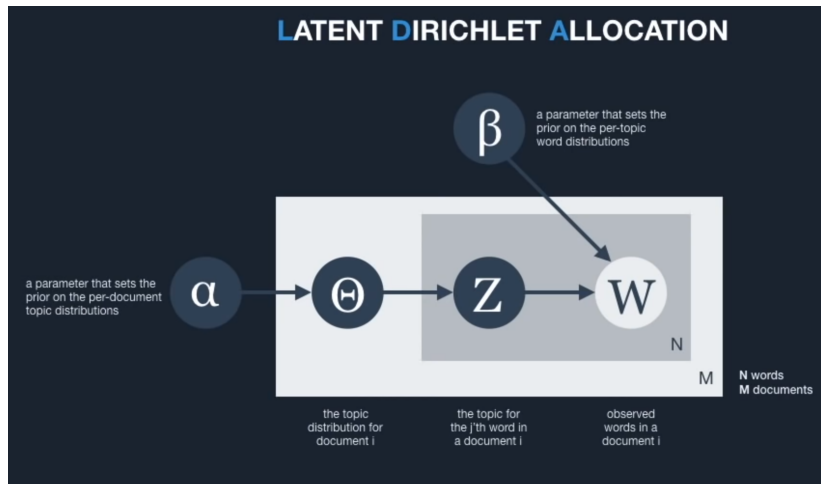 LATENT DIRICHLET ALLOCATION
β
a parameter that sets the
prior on the per-topic
word distributions
a parameter that sets the
prior on the per-document
topic distributions
α
Θ
Z
W
N
M
N words
M documents
the topic
distribution for
document i
the topic for
the j'th word in
a document i
observed
words in a
document i